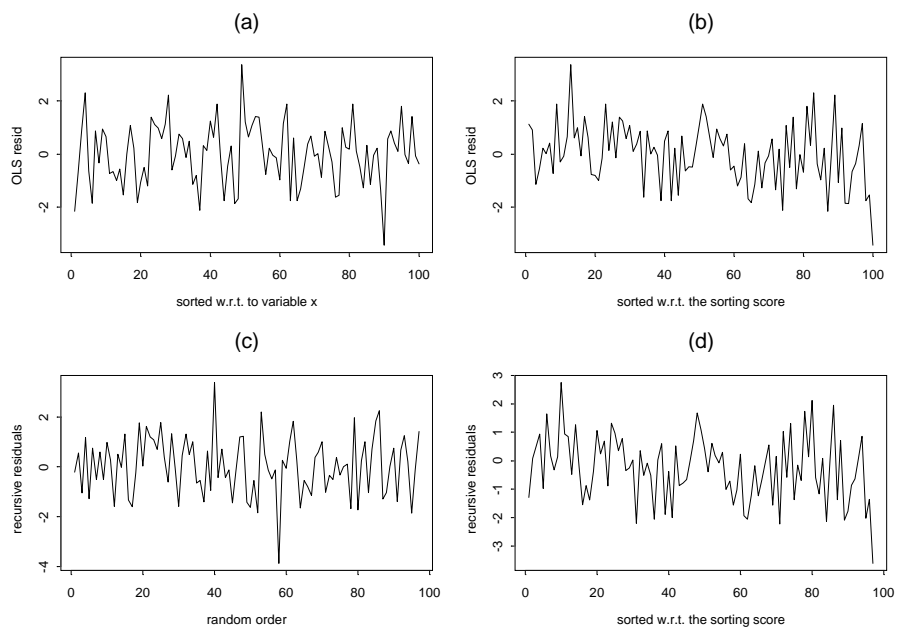 (a)
OLS resid
2
0
-2
0 20 40 60 80 100
sorted w.r.t. to variable x
(b)
OLS resid
2
0
-2
0 20 40 60 80 100
sorted w.r.t. the sorting score
(c)
recursive residuals
2
0
-2
-4
0 20 40 60 80 100
random order
(d)
recursive residuals
3
2
1
0
-1
-2
-3
0 20 40 60 80 100
sorted w.r.t. the sorting score